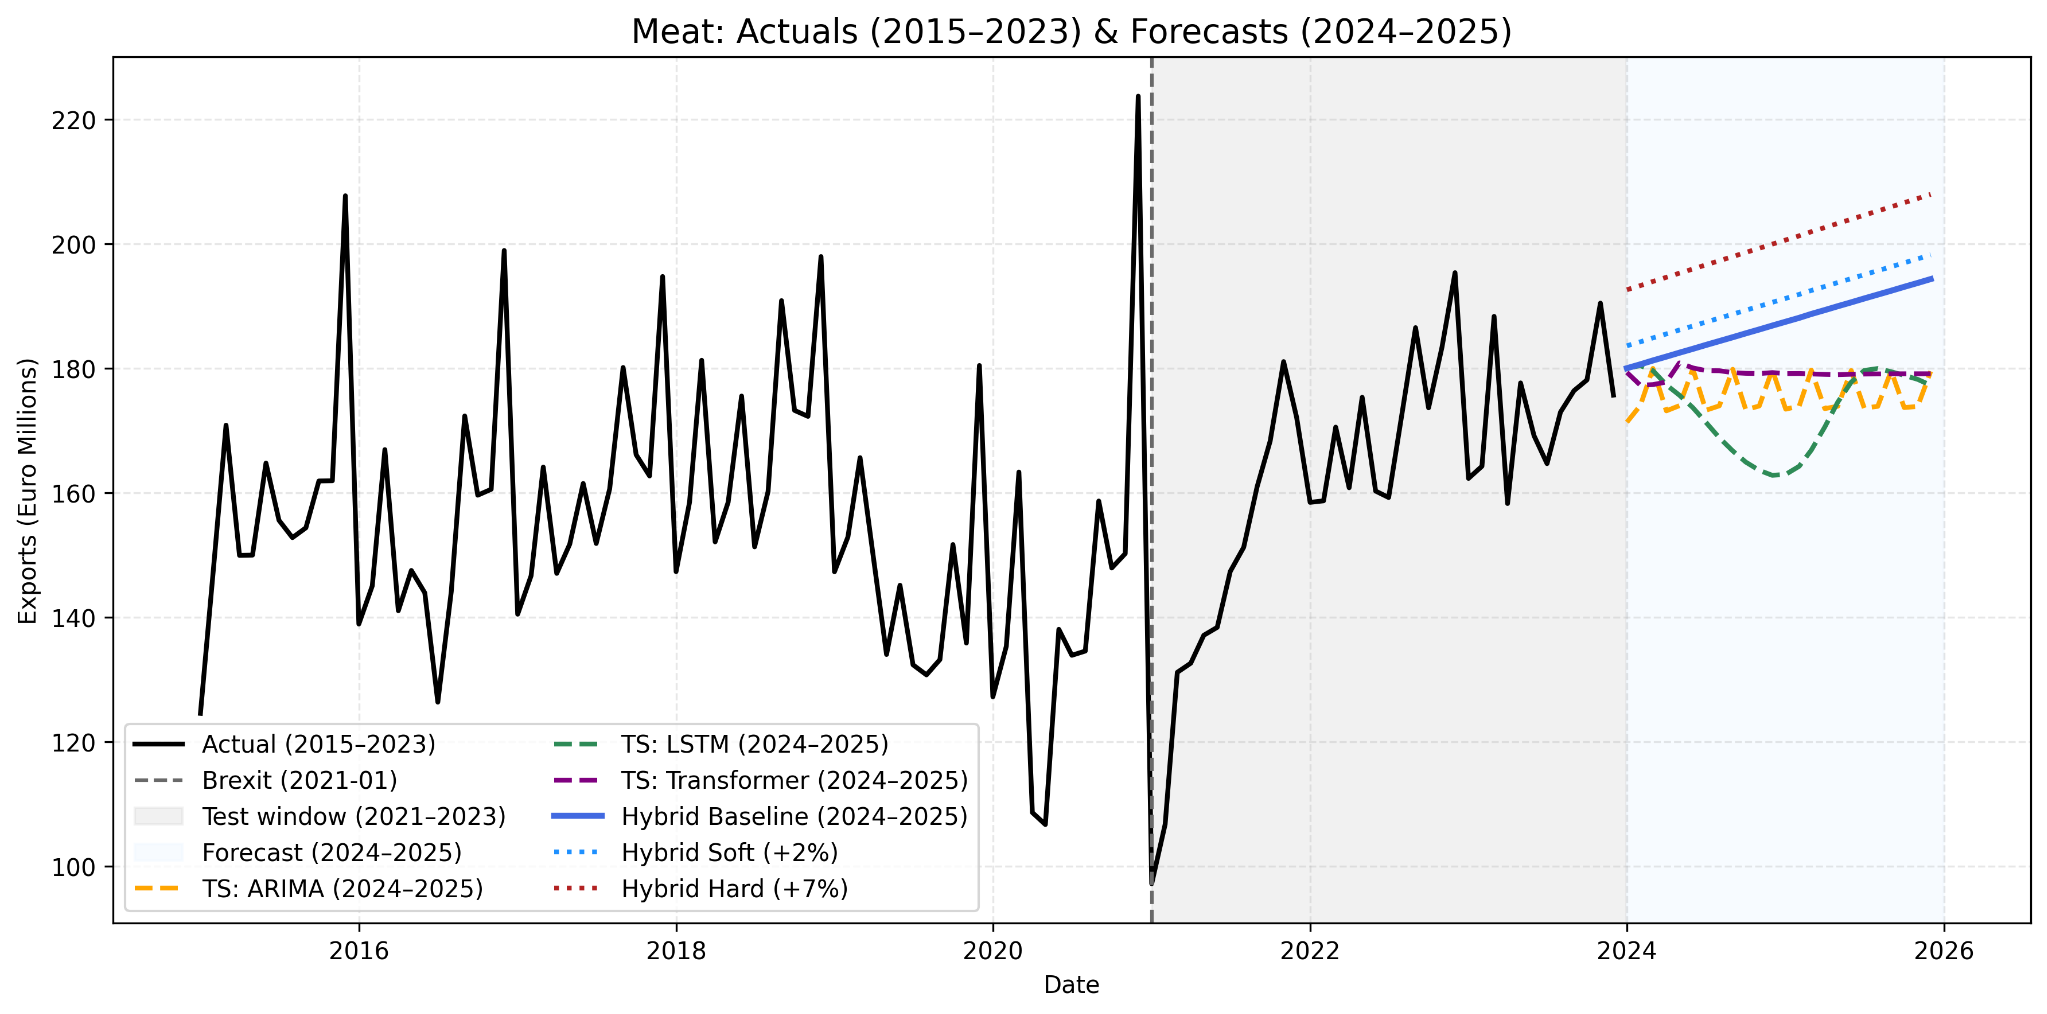 Meat: Actuals (2015–2023) & Forecasts (2024–2025)
Exports (Euro Millions)
220
200
180
160
140
120
100
Actual (2015–2023)
Brexit (2021-01)
Test window (2021–2023)
Forecast (2024–2025)
TS: ARIMA (2024–2025)
TS: LSTM (2024–2025)
TS: Transformer (2024–2025)
Hybrid Baseline (2024–2025)
Hybrid Soft (+2%)
Hybrid Hard (+7%)
2016
2018
2020
2022
2024
2026
Date